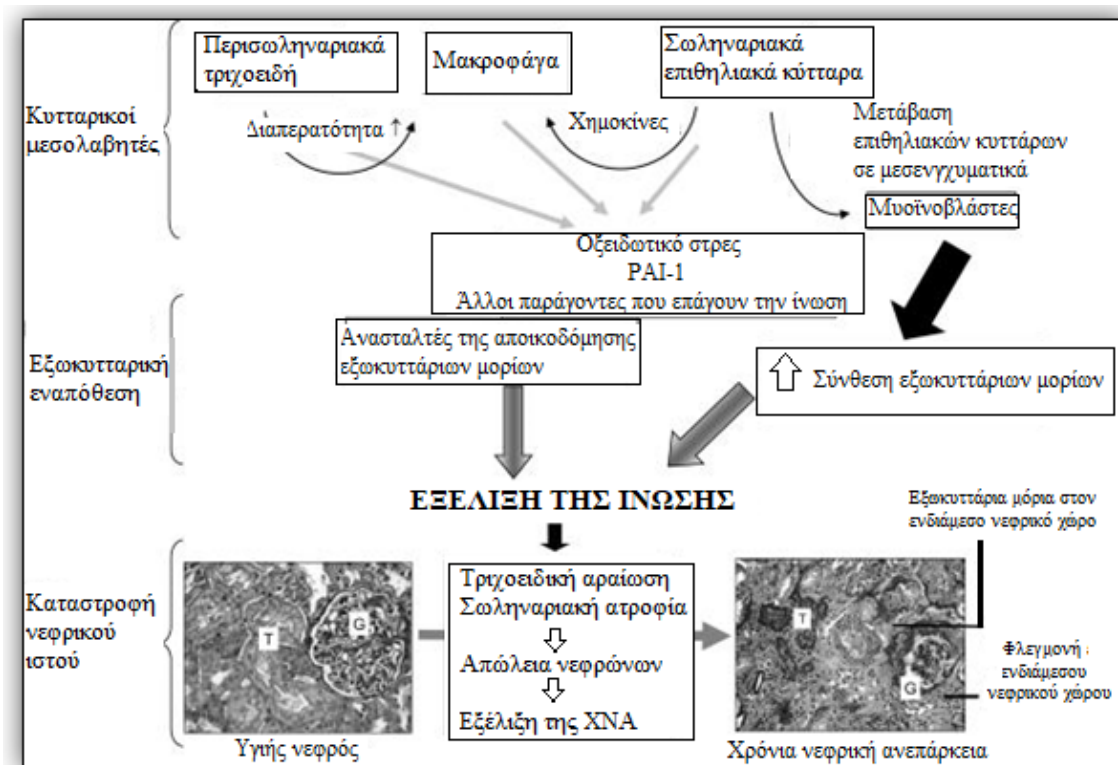 Περισωληναριακά
τριχοειδή
Μακροφάγα
Σωληναριακά
επιθηλιακά κύτταρα
Κυτταρικοί
μεσολαβητές
Διαπερατότητα ↑
Χημοκίνες
Μετάβαση
επιθηλιακών κυττάρων
σε μεσενγχυματικά
Μυοϊνοβλάστες
Οξειδωτικό στρες
PAI-1
Άλλοι παράγοντες που επάγουν την ίνωση
Ανασταλτές της αποικοδόμησης
εξωκυττάριων μορίων
Εξωκυτταρική
εναπόθεση
Σύνθεση εξωκυττάριων μορίων
ΕΞΕΛΙΞΗ ΤΗΣ ΙΝΩΣΗΣ
Εξωκυττάρια μόρια στον
ενδιάμεσο νεφρικό χώρο
Καταστροφή
νεφρικού
ιστού
T
G
Τριχοειδική αραίωση
Σωληναριακή ατροφία
Απώλεια νεφρώνων
Εξέλιξη της ΧΝΑ
T
G
Φλεγμονή
ενδιάμεσου
νεφρικού χώρου
Υγιής νεφρός
Χρόνια νεφρική ανεπάρκεια